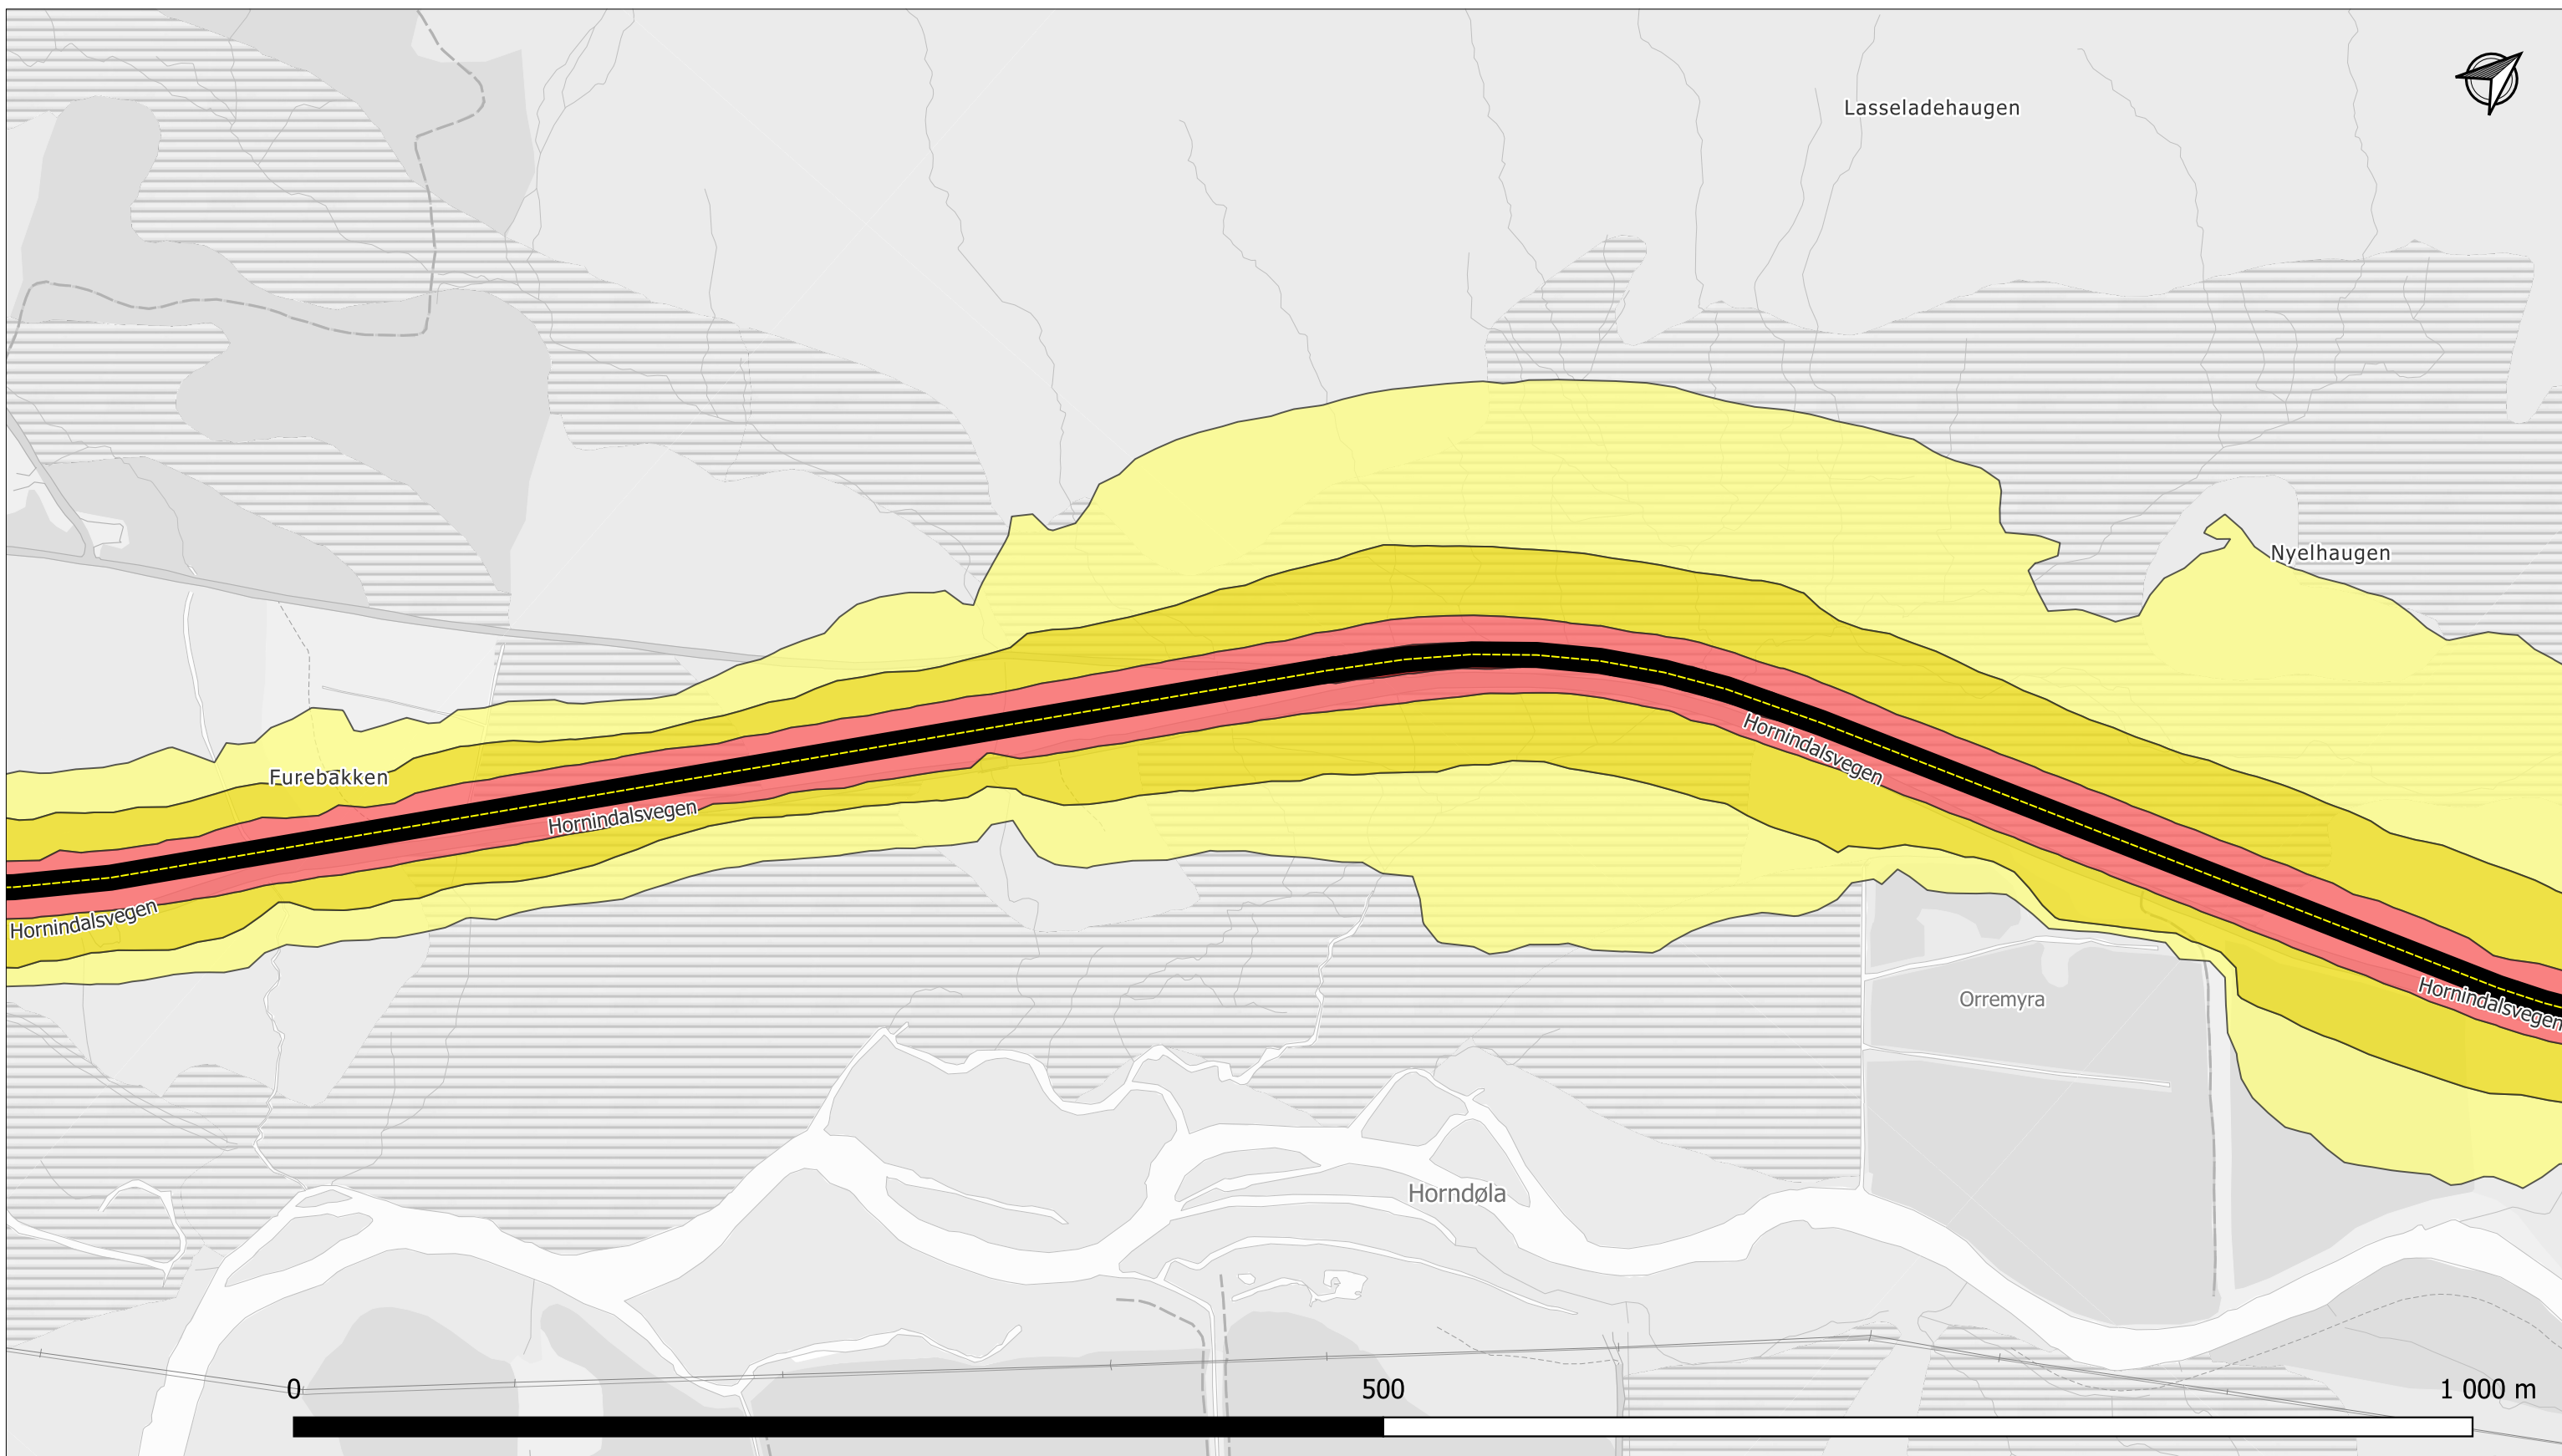 Lasseladehaugen
Nyelhaugen
Hornindalsvegen
Furebakken
Hornindalsvegen
Hornindalsvegen
Hornindalsvegen
Orremyra
Horndøla
0 500 1 000 m